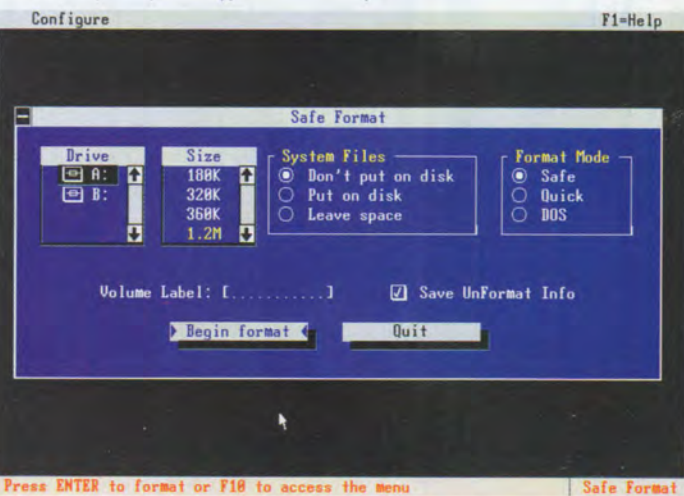 Configure F1=Help
Safe Format
Drive
A:
B:
Size
180K
320K
360K
1.2M
System Files
Don't put on disk
Put on disk
Leave space
Format Mode
Safe
Quick
DOS
Volume Label: [...........]
Save UnFormat Info
Begin format
Quit
Press ENTER to format or F10 to access the menu
Safe Format